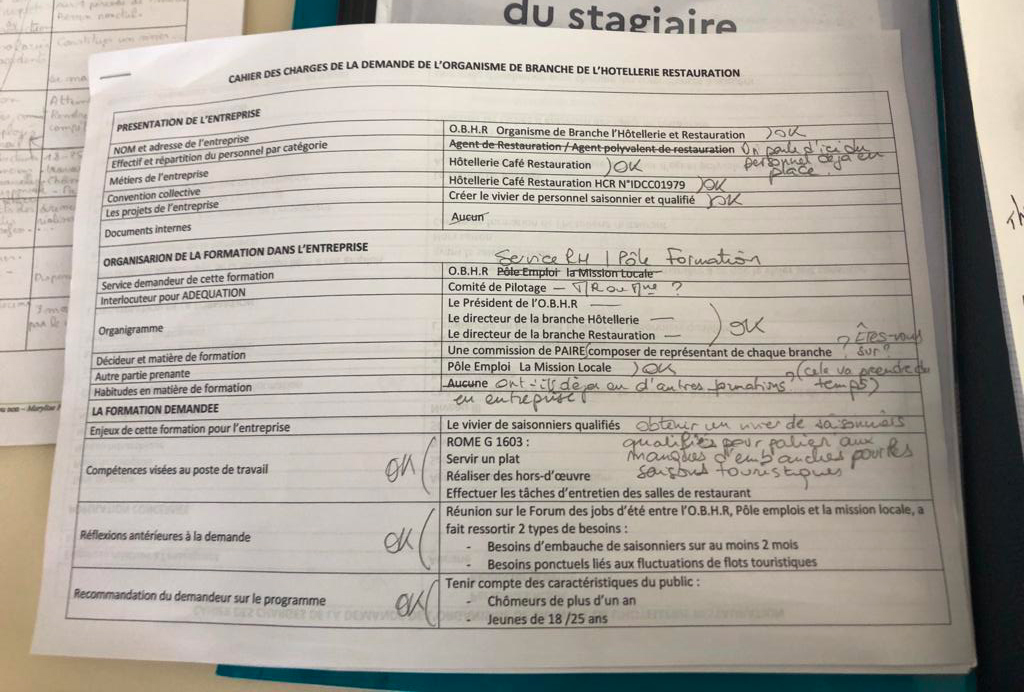 du stagiaire
CAHIER DES CHARGES DE LA DEMANDE DE L'ORGANISME DE BRANCHE DE L'HOTELLERIE RESTAURATION
PRESENTATION DE L'ENTREPRISE
NOM et adresse de l'entreprise O.B.H.R Organisme de Branche l'Hôtellerie et Restauration )OK
Effectif et répartition du personnel par catégorie Agent de Restauration / Agent polyvalent de restauration On parle d'ici du
personnel déjà en
place.
Métiers de l'entreprise Hôtellerie Café Restauration )OK
Convention collective Hôtellerie Café Restauration HCR N°IDCC01979 )OK
Les projets de l'entreprise Créer le vivier de personnel saisonnier et qualifié )OK
Documents internes Aucun
ORGANISARION DE LA FORMATION DANS L'ENTREPRISE
Service RH | Pôle Formation
Service demandeur de cette formation O.B.H.R Pôle Emploi la Mission Locale
Interlocuteur pour ADEQUATION Comité de Pilotage – Mr ou Mme ?
Organigramme Le Président de l'O.B.H.R
Le directeur de la branche Hôtellerie
Le directeur de la branche Restauration ) OK
Décideur et matière de formation Une commission de PAIRE(composer de représentant de chaque branche ? Êtes-vous
sur?
Autre partie prenante Pôle Emploi La Mission Locale )OK (cela va prendre du
temps)
Habitudes en matière de formation Aucune Ont-ils déjà eu d'autres formations
en entreprise?
LA FORMATION DEMANDEE
Enjeux de cette formation pour l'entreprise Le vivier de saisonniers qualifiés obtenir un vivier de saisonniers
qualifiés pour palier aux
manques d'embauches pour les
saisons touristiques
Compétences visées au poste de travail OK ( ROME G 1603 :
Servir un plat
Réaliser des hors-d'œuvre
Effectuer les tâches d'entretien des salles de restaurant
Réflexions antérieures à la demande OK ( Réunion sur le Forum des jobs d'été entre l'O.B.H.R, Pôle emplois et la mission locale, a
fait ressortir 2 types de besoins :
- Besoins d'embauche de saisonniers sur au moins 2 mois
- Besoins ponctuels liés aux fluctuations de flots touristiques
Recommandation du demandeur sur le programme OK ( Tenir compte des caractéristiques du public :
- Chômeurs de plus d'un an
- Jeunes de 18 /25 ans